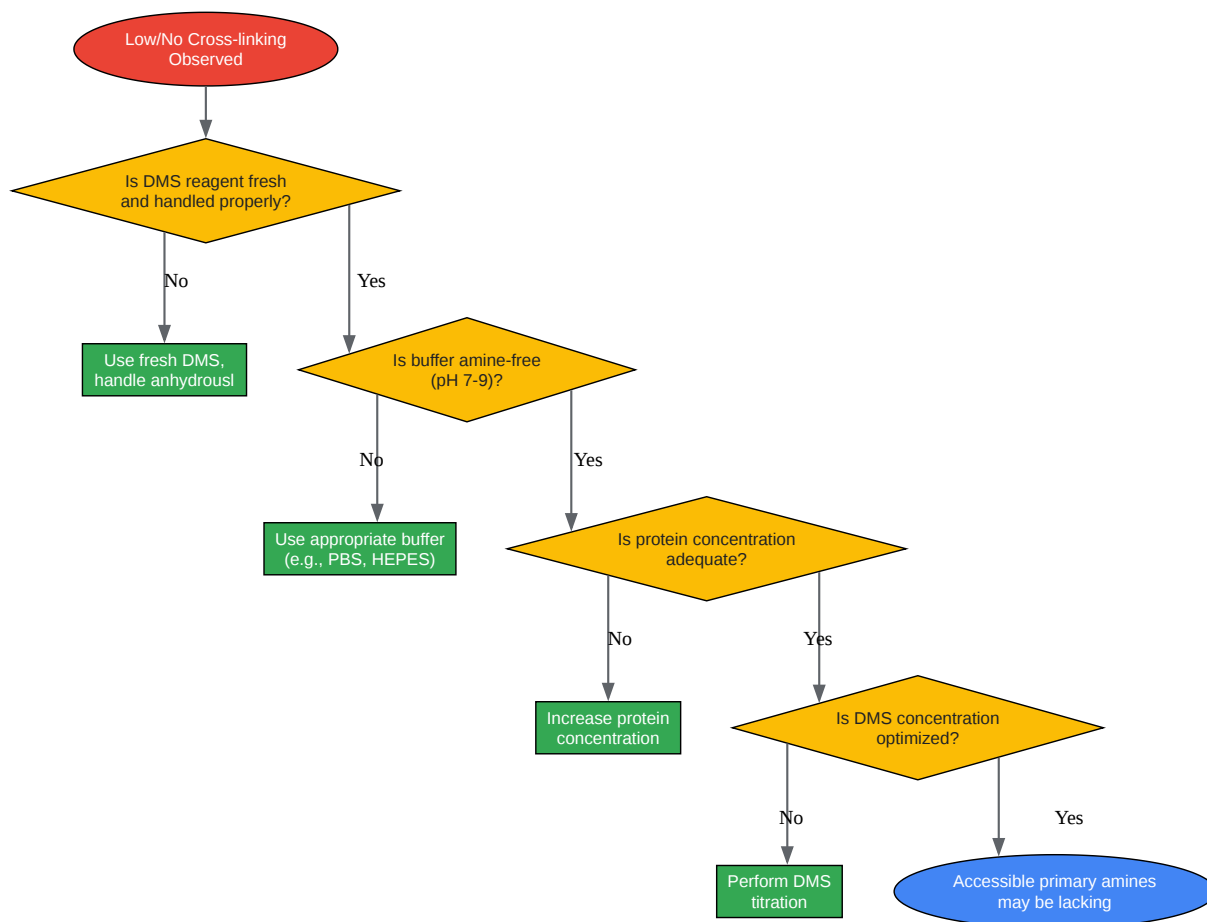 Low/No Cross-linking
Observed
Is DMS reagent fresh
and handled properly?
No
Yes
Use fresh DMS,
handle anhydrousl
Is buffer amine-free
(pH 7-9)?
No
Yes
Use appropriate buffer
(e.g., PBS, HEPES)
Is protein concentration
adequate?
No
Yes
Increase protein
concentration
Is DMS concentration
optimized?
No
Yes
Perform DMS
titration
Accessible primary amines
may be lacking